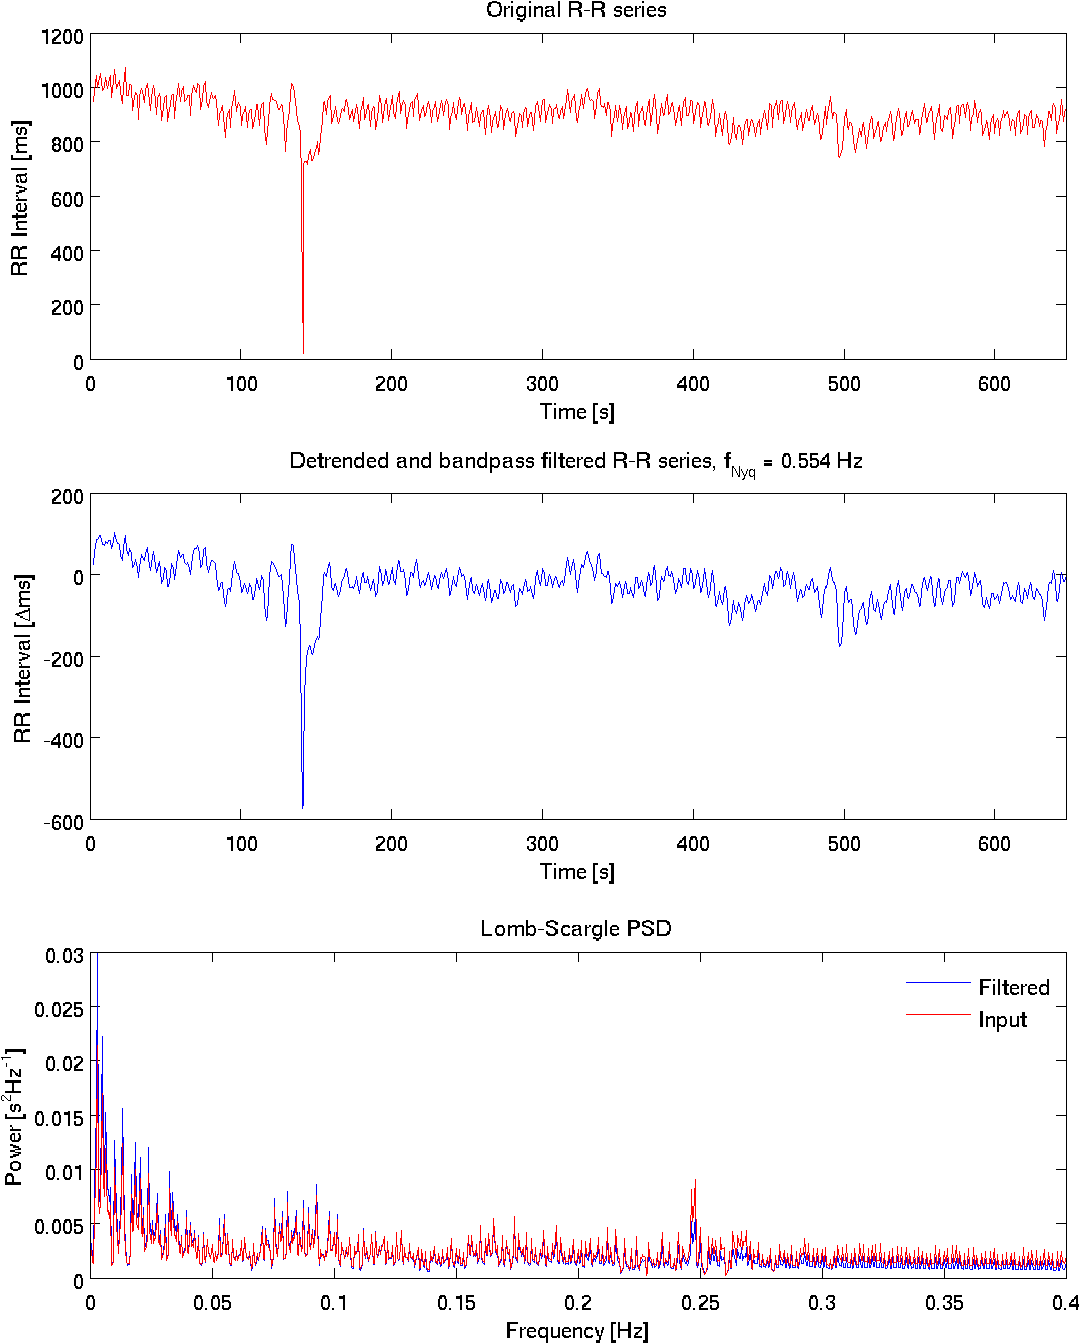 Original R-R series
1200
1000
800
600
400
200
0
RR Interval [ms]
0 100 200 300 400 500 600
Time [s]
Detrended and bandpass filtered R-R series, f_Nyq = 0.554 Hz
200
0
-200
-400
-600
RR Interval [Δms]
0 100 200 300 400 500 600
Time [s]
Lomb-Scargle PSD
0.03
0.025
0.02
0.015
0.01
0.005
0
Power [s²Hz⁻¹]
Filtered
Input
0 0.05 0.1 0.15 0.2 0.25 0.3 0.35 0.4
Frequency [Hz]